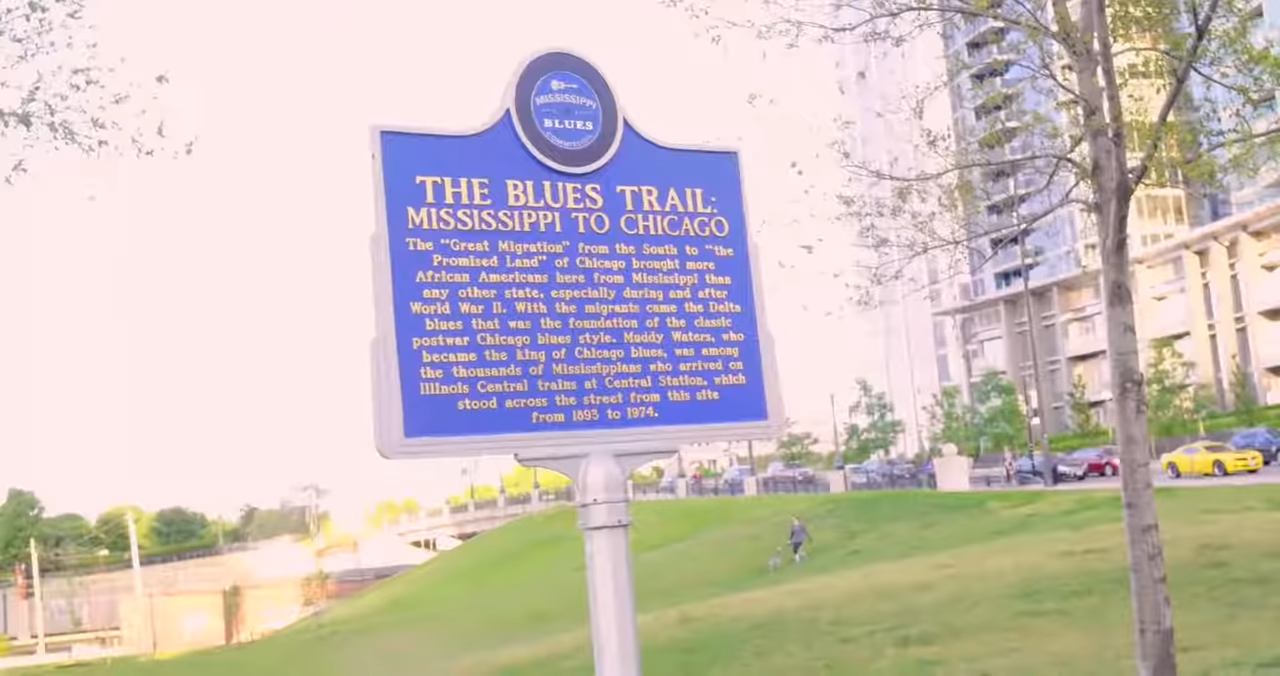 MISSISSIPPI
BLUES
COMMISSION
THE BLUES TRAIL:
MISSISSIPPI TO CHICAGO
The "Great Migration" from the South to "the
Promised Land" of Chicago brought more
African Americans here from Mississippi than
any other state, especially during and after
World War II. With the migrants came the Delta
blues that was the foundation of the classic
postwar Chicago blues style. Muddy Waters, who
became the king of Chicago blues, was among
the thousands of Mississippians who arrived on
Illinois Central trains at Central Station, which
stood across the street from this site
from 1893 to 1974.